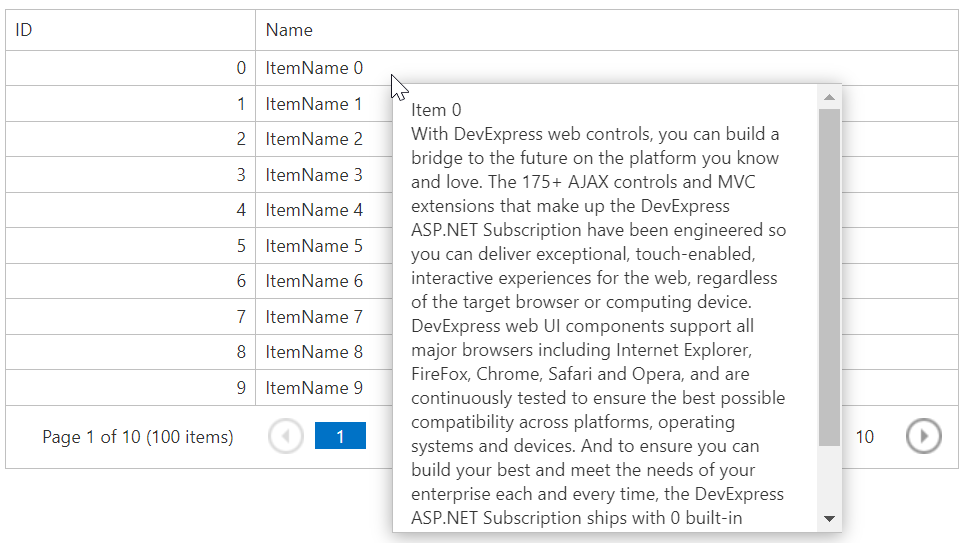 ID Name
0 ItemName 0
1 ItemName 1
2 ItemName 2
3 ItemName 3
4 ItemName 4
5 ItemName 5
6 ItemName 6
7 ItemName 7
8 ItemName 8
9 ItemName 9
Page 1 of 10 (100 items) 1 10
Item 0
With DevExpress web controls, you can build a
bridge to the future on the platform you know
and love. The 175+ AJAX controls and MVC
extensions that make up the DevExpress
ASP.NET Subscription have been engineered so
you can deliver exceptional, touch-enabled,
interactive experiences for the web, regardless
of the target browser or computing device.
DevExpress web UI components support all
major browsers including Internet Explorer,
FireFox, Chrome, Safari and Opera, and are
continuously tested to ensure the best possible
compatibility across platforms, operating
systems and devices. And to ensure you can
build your best and meet the needs of your
enterprise each and every time, the DevExpress
ASP.NET Subscription ships with 0 built-in